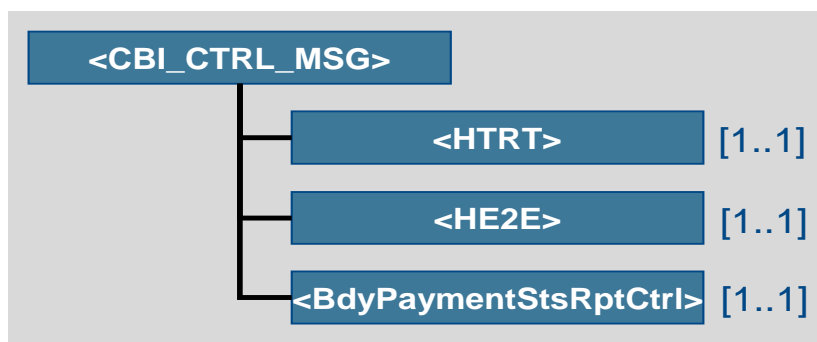 <CBI_CTRL_MSG>
<HTRT> [1..1]
<HE2E> [1..1]
<BdyPaymentStsRptCtrl> [1..1]